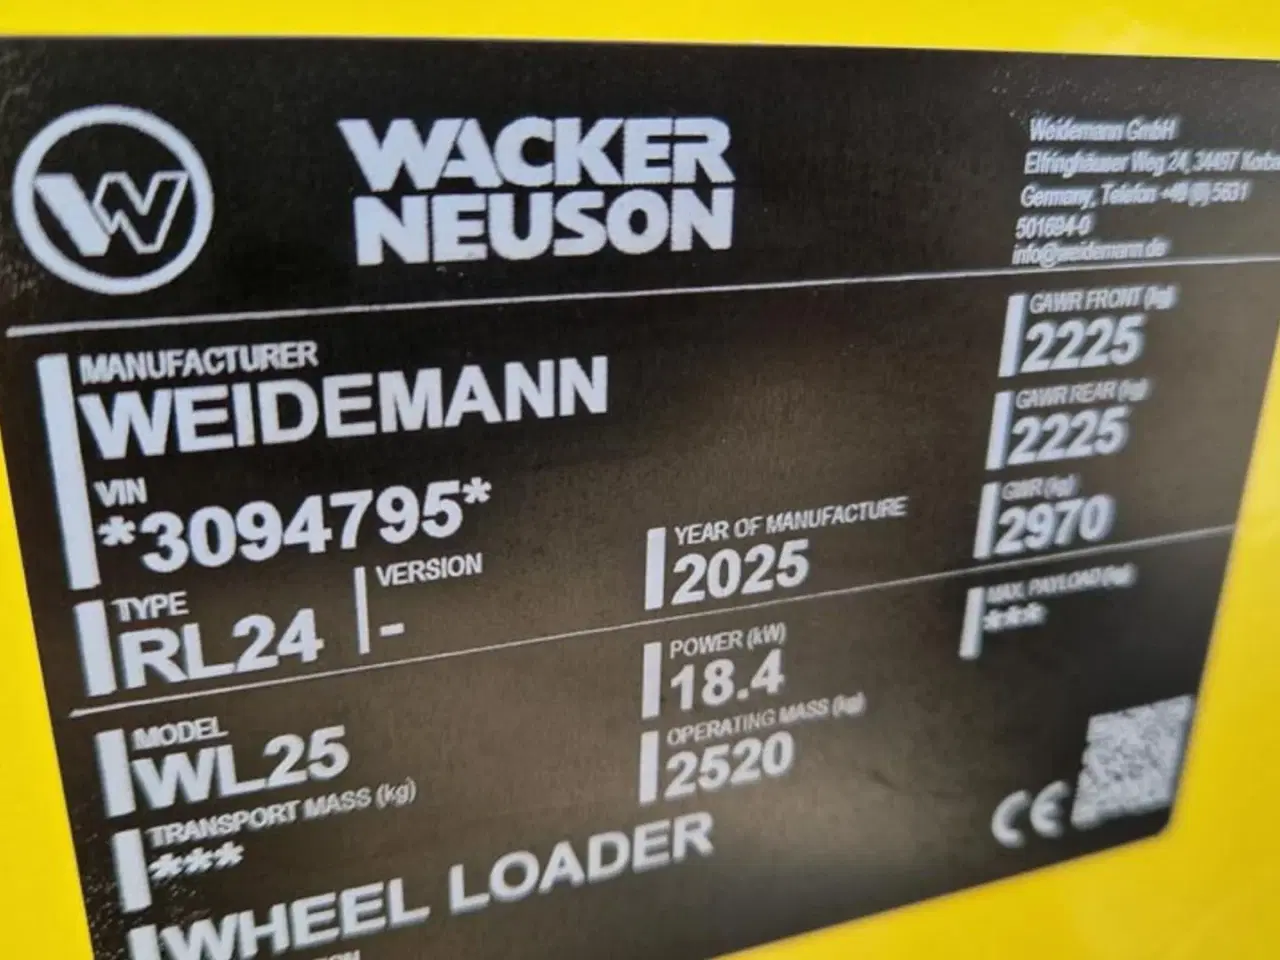 WACKER
NEUSON
Weidemann GmbH
Elfringhäuser Weg 24, 34497
Germany, Telefon +49 (0) 5631
501694-0
info@weidemann.de
MANUFACTURER
WEIDEMANN
VIN
*3094795*
TYPE
RL24
VERSION
-
YEAR OF MANUFACTURE
2025
GAWR FRONT (kg)
2225
GAWR REAR (kg)
2225
GWR (kg)
2970
MAX. PAYLOAD (kg)
***
MODEL
WL25
POWER (kW)
18.4
OPERATING MASS (kg)
2520
TRANSPORT MASS (kg)
***
WHEEL LOADER
CE